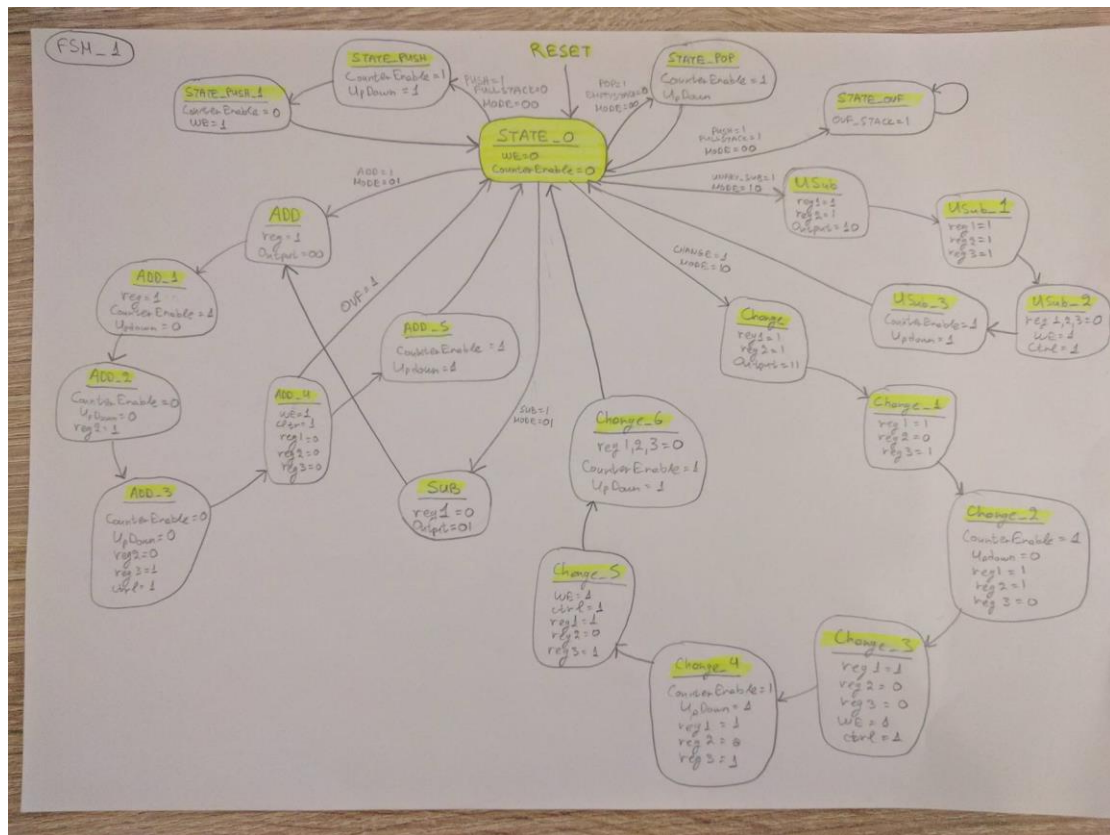 FSM_1
RESET
STATE_PUSH
CounterEnable=1
UpDown=1
STATE_PUSH_1
CounterEnable=0
WE=1
PUSH=1
FULLSTACK=0
MODE=00
STATE_0
WE=0
CounterEnable=0
POP=1
EMPTYSTACK=0
MODE=00
STATE_POP
CounterEnable=1
UpDown
PUSH=1
FULLSTACK=1
MODE=00
STATE_OVF
OVF_STACK=1
ADD=1
MODE=01
ADD
reg=1
Output=00
ADD_1
reg=1
CounterEnable=1
Updown=0
ADD_2
CounterEnable=0
UpDown=0
reg2=1
ADD_3
CounterEnable=0
UpDown=0
reg2=0
reg3=1
ctrl=1
ADD_4
WE=1
ctrl=1
reg1=0
reg2=0
reg3=0
OVF=1
ADD_5
CounterEnable=1
Updown=1
SUB=1
MODE=01
SUB
reg1=0
Output=01
UNARY_SUB=1
MODE=10
USub
reg1=1
reg2=1
Output=10
USub_1
reg1=1
reg2=1
reg3=1
USub_2
reg 1,2,3=0
WE=1
Ctrl=1
USub_3
CounterEnable=1
Updown=1
CHANGE=1
MODE=10
Change
reg1=1
reg2=1
Output=11
Change_1
reg1=1
reg2=0
reg3=1
Change_2
CounterEnable=1
Updown=0
reg1=1
reg2=1
reg3=0
Change_3
reg1=1
reg2=0
reg3=0
WE=1
ctrl=1
Change_4
CounterEnable=1
UpDown=1
reg1=1
reg2=0
reg3=1
Change_5
WE=1
ctrl=1
reg1=1
reg2=0
reg3=1
Change_6
reg 1,2,3=0
CounterEnable=1
UpDown=1